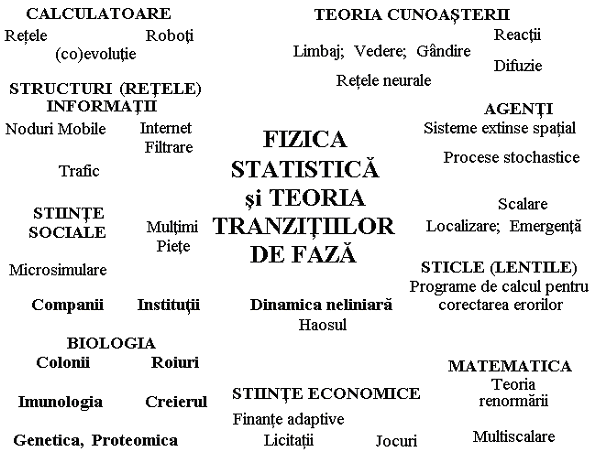 CALCULATOARE
Rețele Roboți
(co)evoluție
TEORIA CUNOAȘTERII
Reacții
Limbaj; Vedere; Gândire
Difuzie
Rețele neurale
STRUCTURI (REȚELE)
INFORMAȚII
Noduri Mobile Internet
Filtrare
Trafic
AGENȚI
Sisteme extinse spațial
Procese stochastice
FIZICA
STATISTICĂ
și TEORIA
TRANZIȚIILOR
DE FAZĂ
Scalare
Localizare; Emergență
STIINȚE
SOCIALE
Mulțimi
Piețe
Microsimulare
Companii Instituții
STICLE (LENTILE)
Programe de calcul pentru
corectarea erorilor
Dinamica neliniară
Haosul
BIOLOGIA
Colonii Roiuri
Imunologia Creierul
Genetica, Proteomica
STIINȚE ECONOMICE
Finanțe adaptive
Licitații Jocuri
MATEMATICA
Teoria
renormării
Multiscalare